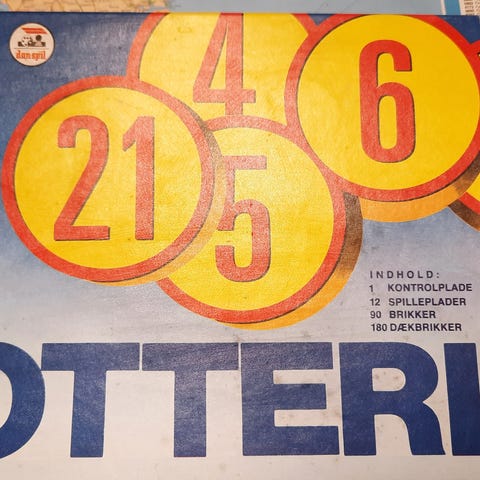 dan spil
4
6
21
5
INDHOLD:
1 KONTROLPLADE
12 SPILLEPLADER
90 BRIKKER
180 DÆKBRIKKER
OTTERI